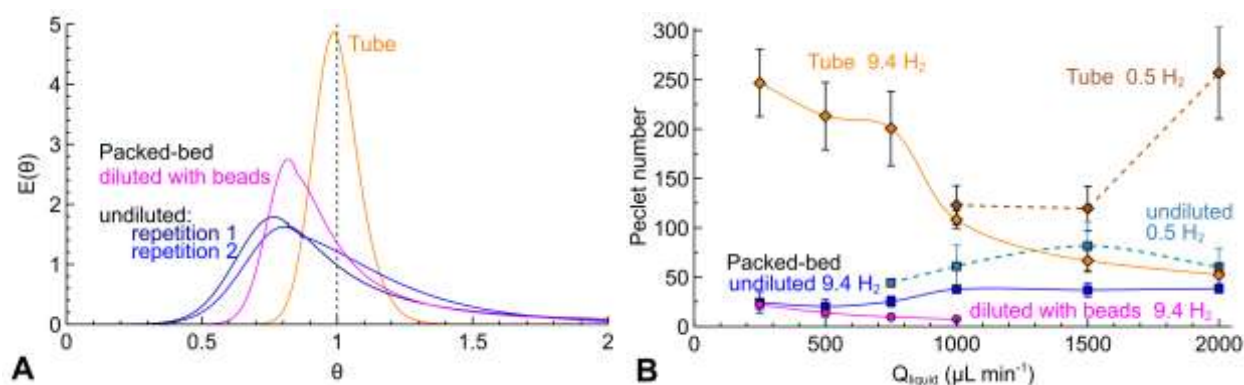 5
4
3
2
1
0
E(θ)
Tube
Packed-bed
diluted with beads
undiluted:
repetition 1
repetition 2
0
0.5
1
1.5
2
θ
A
300
250
200
150
100
50
0
Peclet number
Tube 9.4 H₂
Tube 0.5 H₂
undiluted
0.5 H₂
Packed-bed
undiluted 9.4 H₂
diluted with beads 9.4 H₂
0
500
1000
1500
2000
Qliquid (µL min⁻¹)
B